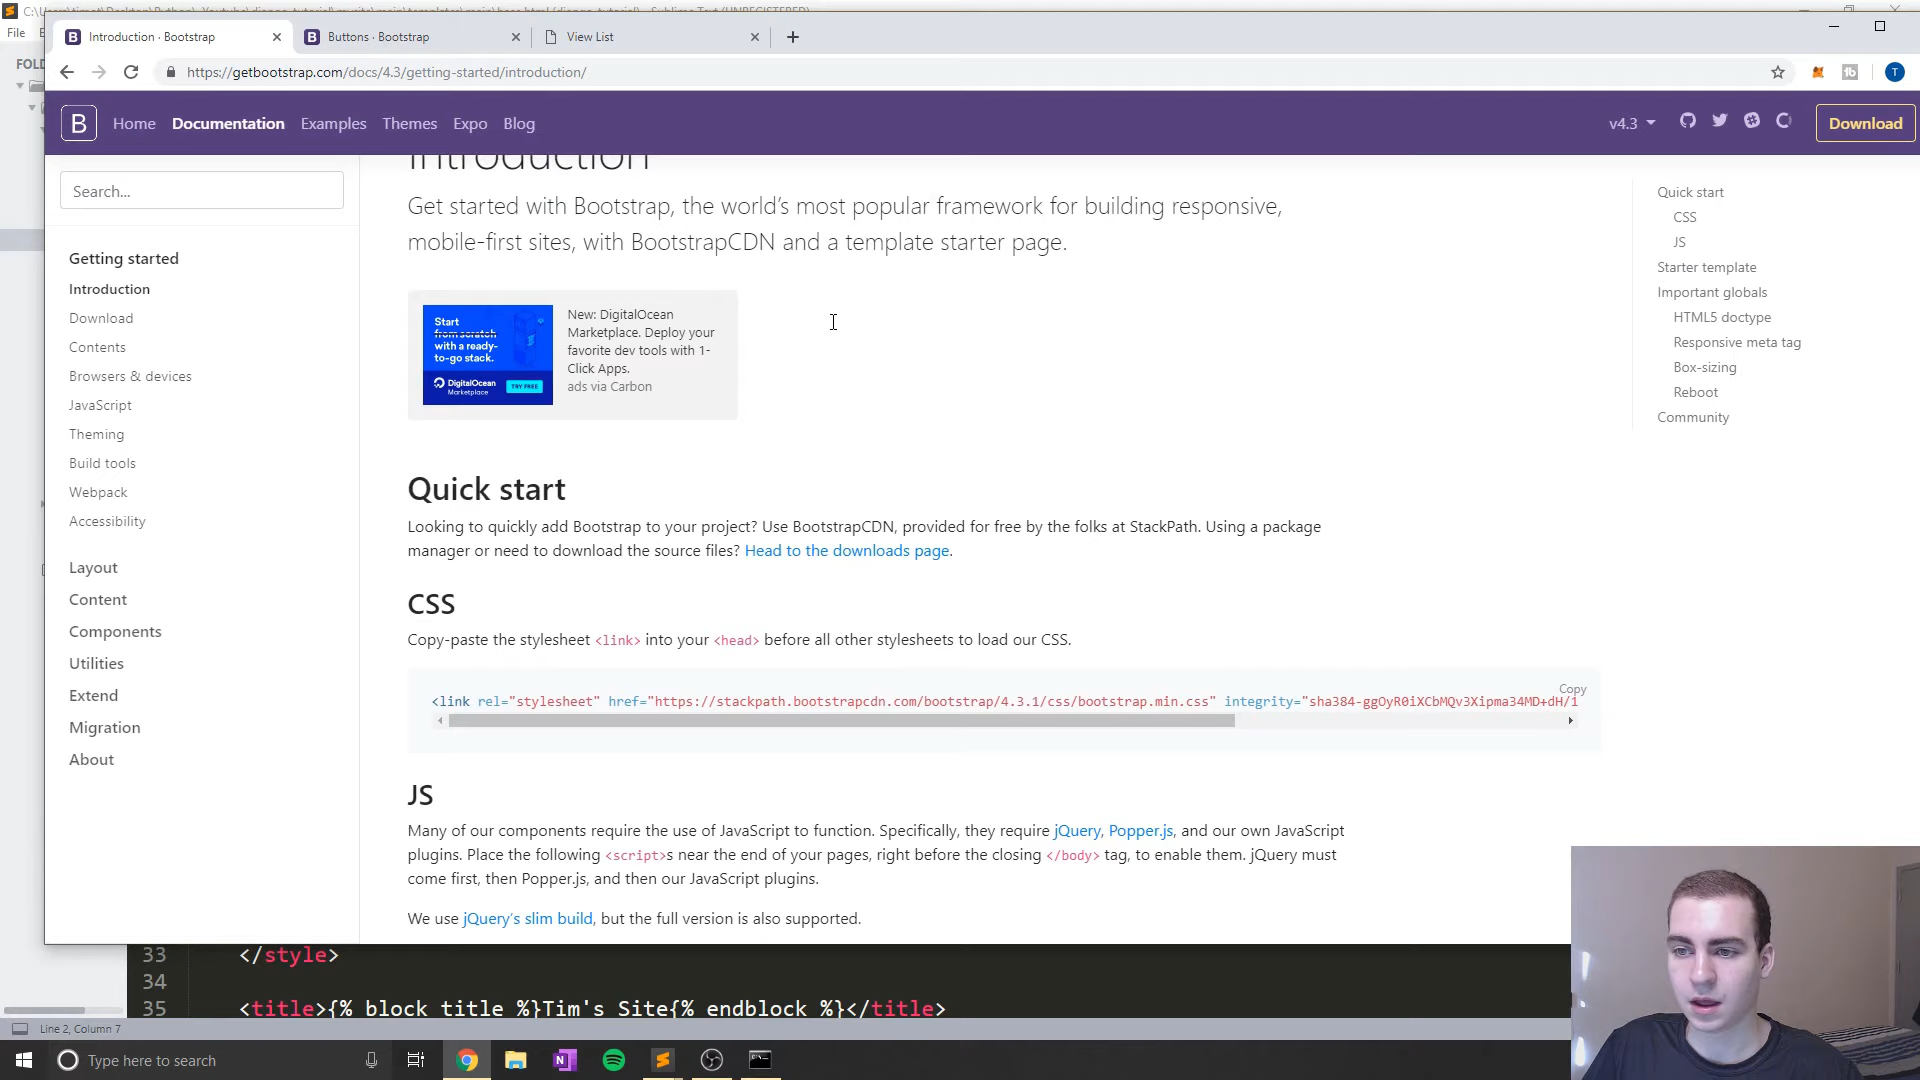 File
Introduction · Bootstrap
Buttons · Bootstrap
View List
https://getbootstrap.com/docs/4.3/getting-started/introduction/
T
FOL
B
Home
Documentation
Examples
Themes
Expo
Blog
v4.3
Download
Search...
Getting started
Introduction
Download
Contents
Browsers & devices
JavaScript
Theming
Build tools
Webpack
Accessibility
Layout
Content
Components
Utilities
Extend
Migration
About
Introduction
Get started with Bootstrap, the world's most popular framework for building responsive,
mobile-first sites, with BootstrapCDN and a template starter page.
Start
from scratch
with a ready-
to-go stack.
DigitalOcean
Marketplace
TRY FREE
New: DigitalOcean
Marketplace. Deploy your
favorite dev tools with 1-
Click Apps.
ads via Carbon
Quick start
Looking to quickly add Bootstrap to your project? Use BootstrapCDN, provided for free by the folks at StackPath. Using a package
manager or need to download the source files? Head to the downloads page.
CSS
Copy-paste the stylesheet <link> into your <head> before all other stylesheets to load our CSS.
Copy
<link rel="stylesheet" href="https://stackpath.bootstrapcdn.com/bootstrap/4.3.1/css/bootstrap.min.css" integrity="sha384-ggOyR0iXCbMQv3Xipma34MD+dH/1
JS
Many of our components require the use of JavaScript to function. Specifically, they require jQuery, Popper.js, and our own JavaScript
plugins. Place the following <script>s near the end of your pages, right before the closing </body> tag, to enable them. jQuery must
come first, then Popper.js, and then our JavaScript plugins.
We use jQuery's slim build, but the full version is also supported.
Quick start
CSS
JS
Starter template
Important globals
HTML5 doctype
Responsive meta tag
Box-sizing
Reboot
Community
33 </style>
34
35 <title>{% block title %}Tim's Site{% endblock %}</title>
Line 2, Column 7
Type here to search